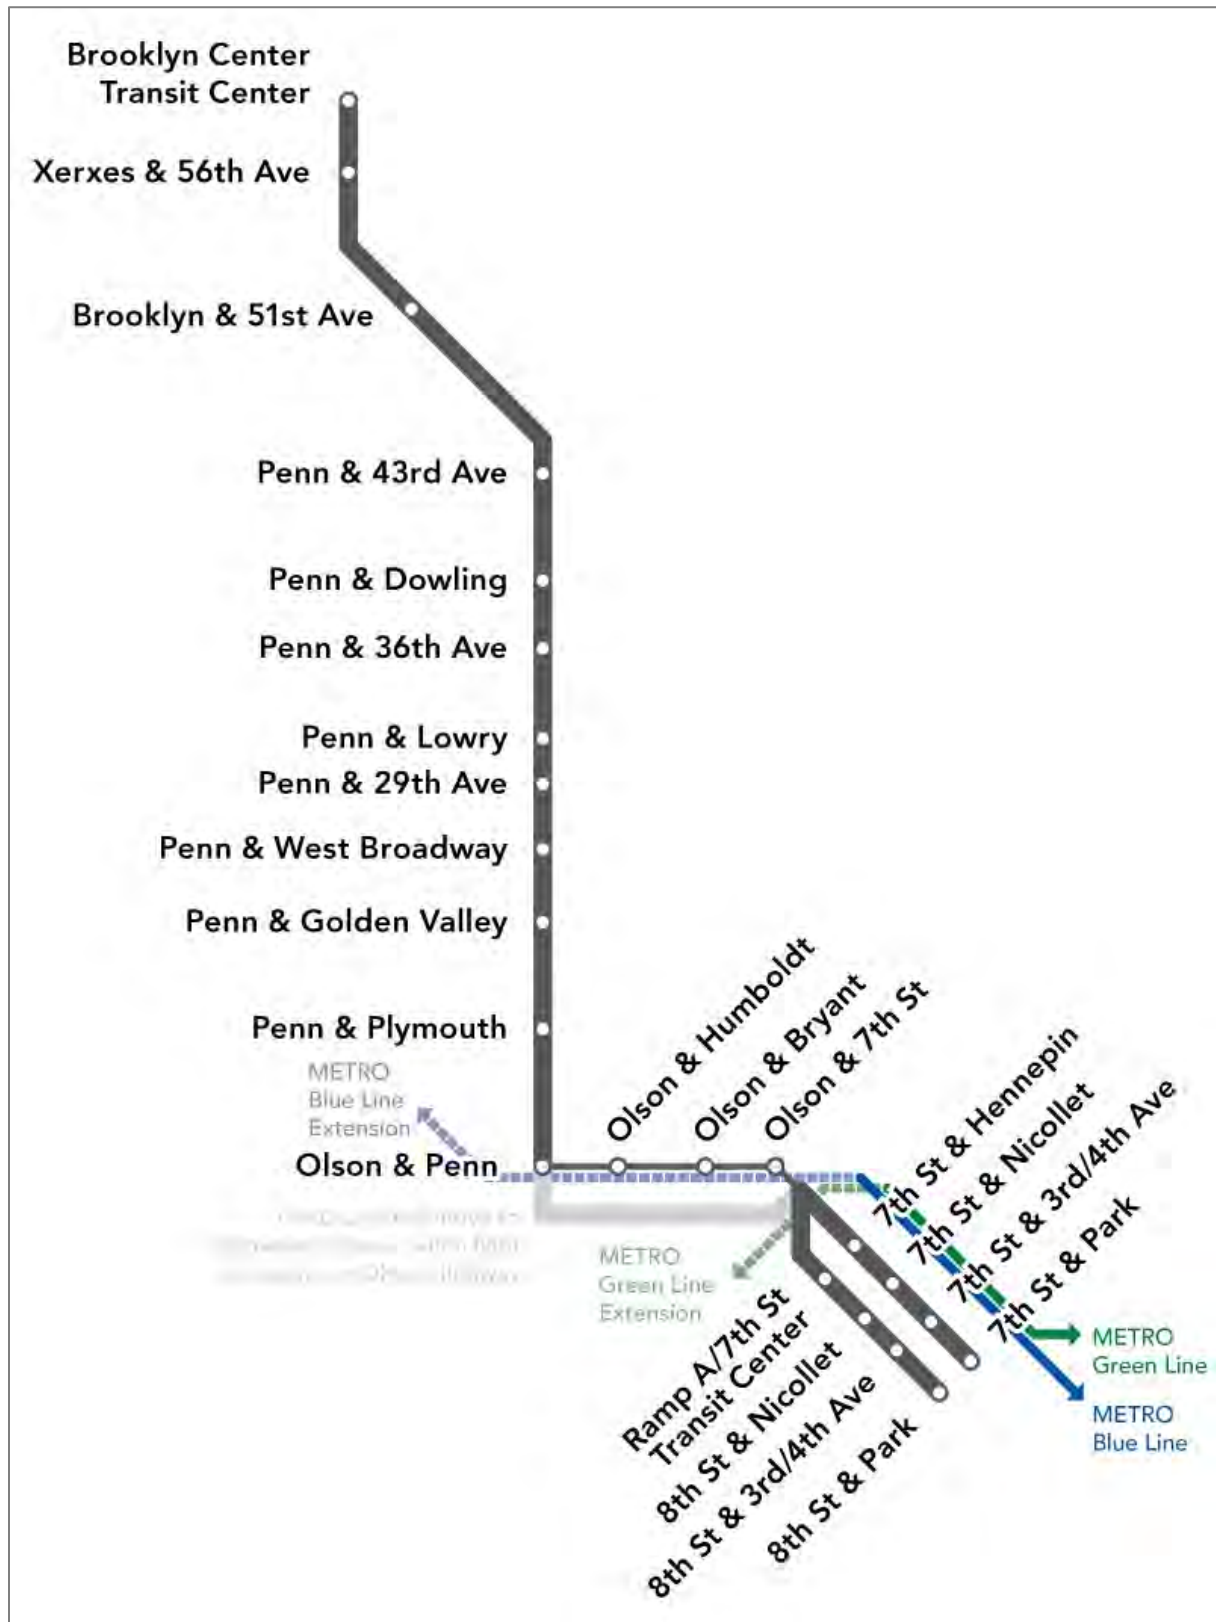 Brooklyn Center
Transit Center
Xerxes & 56th Ave
Brooklyn & 51st Ave
Penn & 43rd Ave
Penn & Dowling
Penn & 36th Ave
Penn & Lowry
Penn & 29th Ave
Penn & West Broadway
Penn & Golden Valley
Penn & Plymouth
METRO
Blue Line
Extension
Olson & Penn
Olson & Humboldt
Olson & Bryant
Olson & 7th St
7th St & Hennepin
7th St & Nicollet
7th St & 3rd/4th Ave
7th St & Park
METRO
Green Line
Extension
Ramp A/7th St
Transit Center
8th St & Nicollet
8th St & 3rd/4th Ave
8th St & Park
METRO
Green Line
METRO
Blue Line